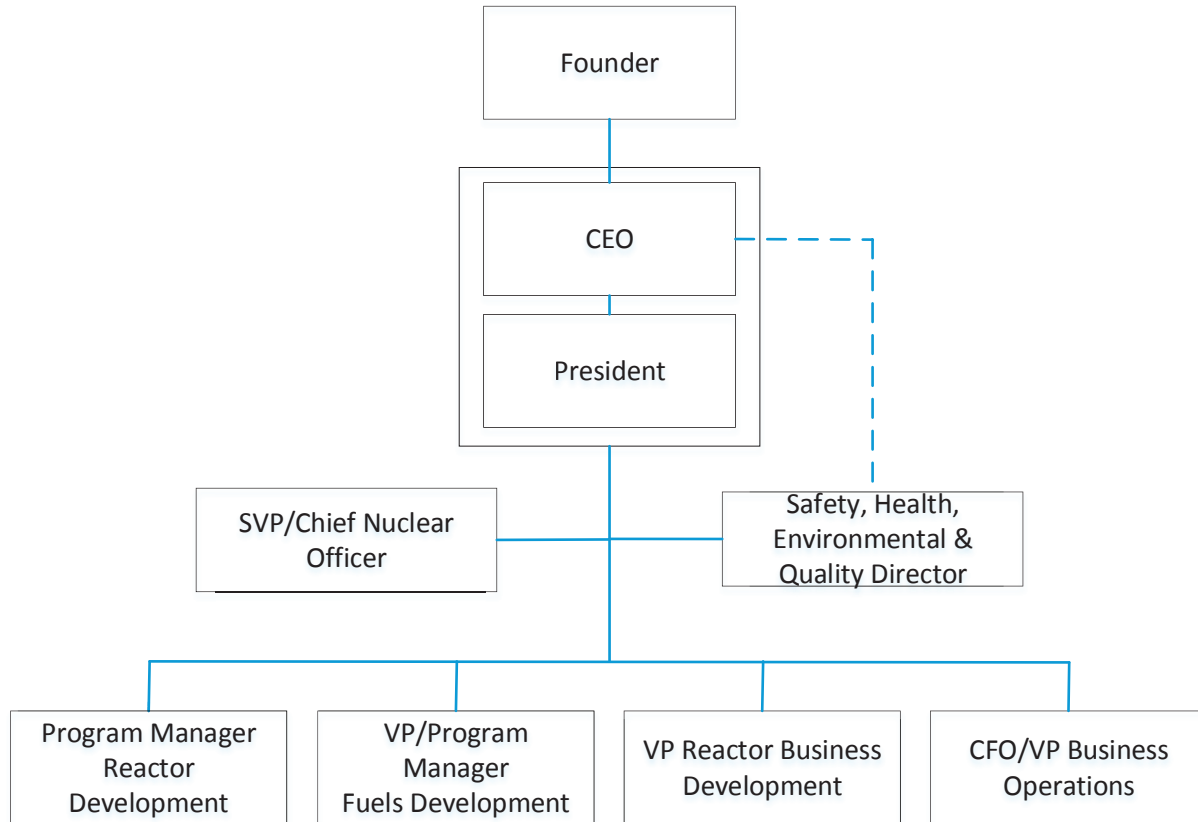 Founder
CEO
President
SVP/Chief Nuclear
Officer
Safety, Health,
Environmental &
Quality Director
Program Manager
Reactor
Development
VP/Program
Manager
Fuels Development
VP Reactor Business
Development
CFO/VP Business
Operations